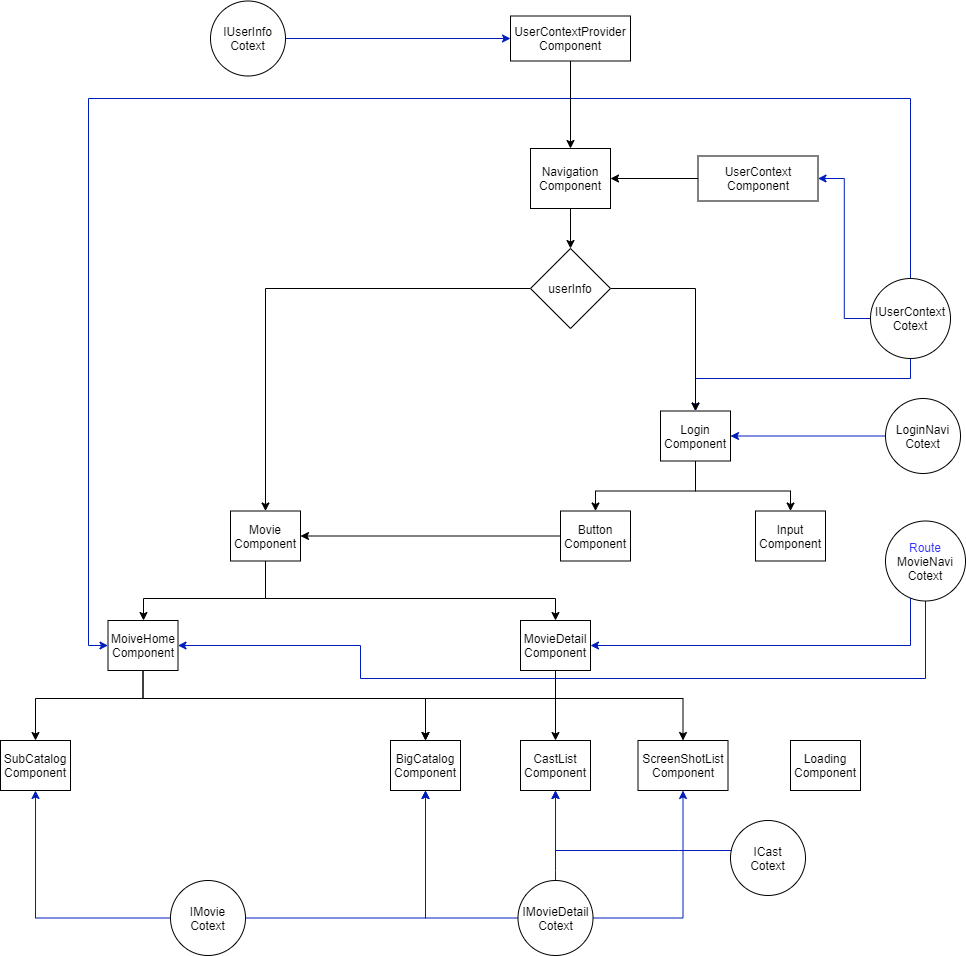 IUserInfo
Cotext
UserContextProvider
Component
Navigation
Component
UserContext
Component
userInfo
IUserContext
Cotext
Login
Component
LoginNavi
Cotext
Movie
Component
Button
Component
Input
Component
Route
MovieNavi
Cotext
MoiveHome
Component
MovieDetail
Component
SubCatalog
Component
BigCatalog
Component
CastList
Component
ScreenShotList
Component
Loading
Component
ICast
Cotext
IMovie
Cotext
IMovieDetail
Cotext